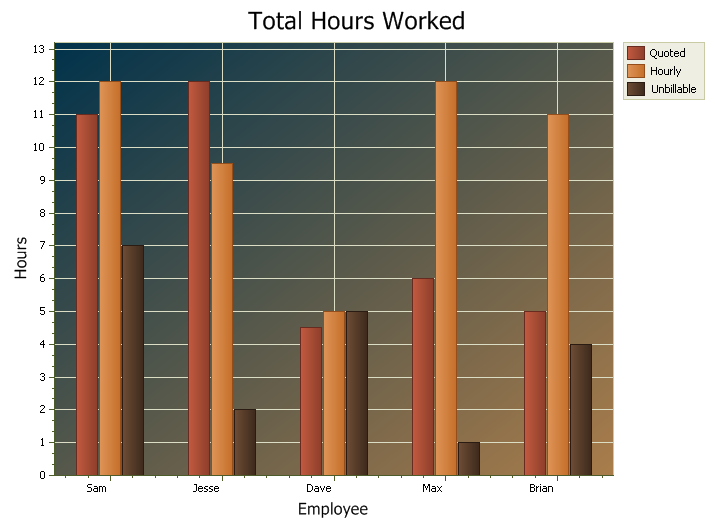 Total Hours Worked
13
12
11
10
9
8
7
6
5
4
3
2
1
0
Hours
Sam Jesse Dave Max Brian
Employee
Quoted
Hourly
Unbillable